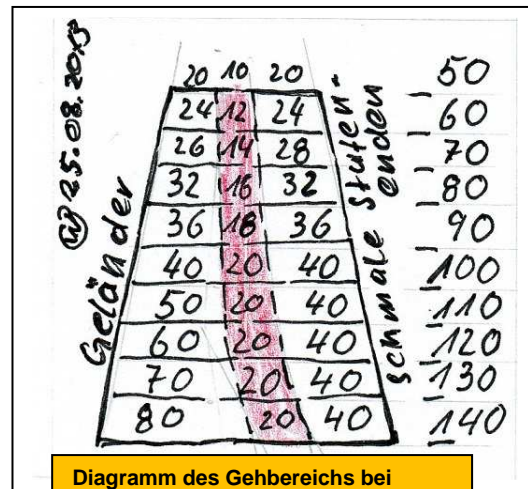 20 10 20 50
24 12 24 60
26 14 28 70
32 16 32 80
36 18 36 90
40 20 40 100
50 20 40 110
60 20 40 120
70 20 40 130
80 20 40 140
25.08.2013
Geländer
schmale Stufen-
enden
Diagramm des Gehbereichs bei